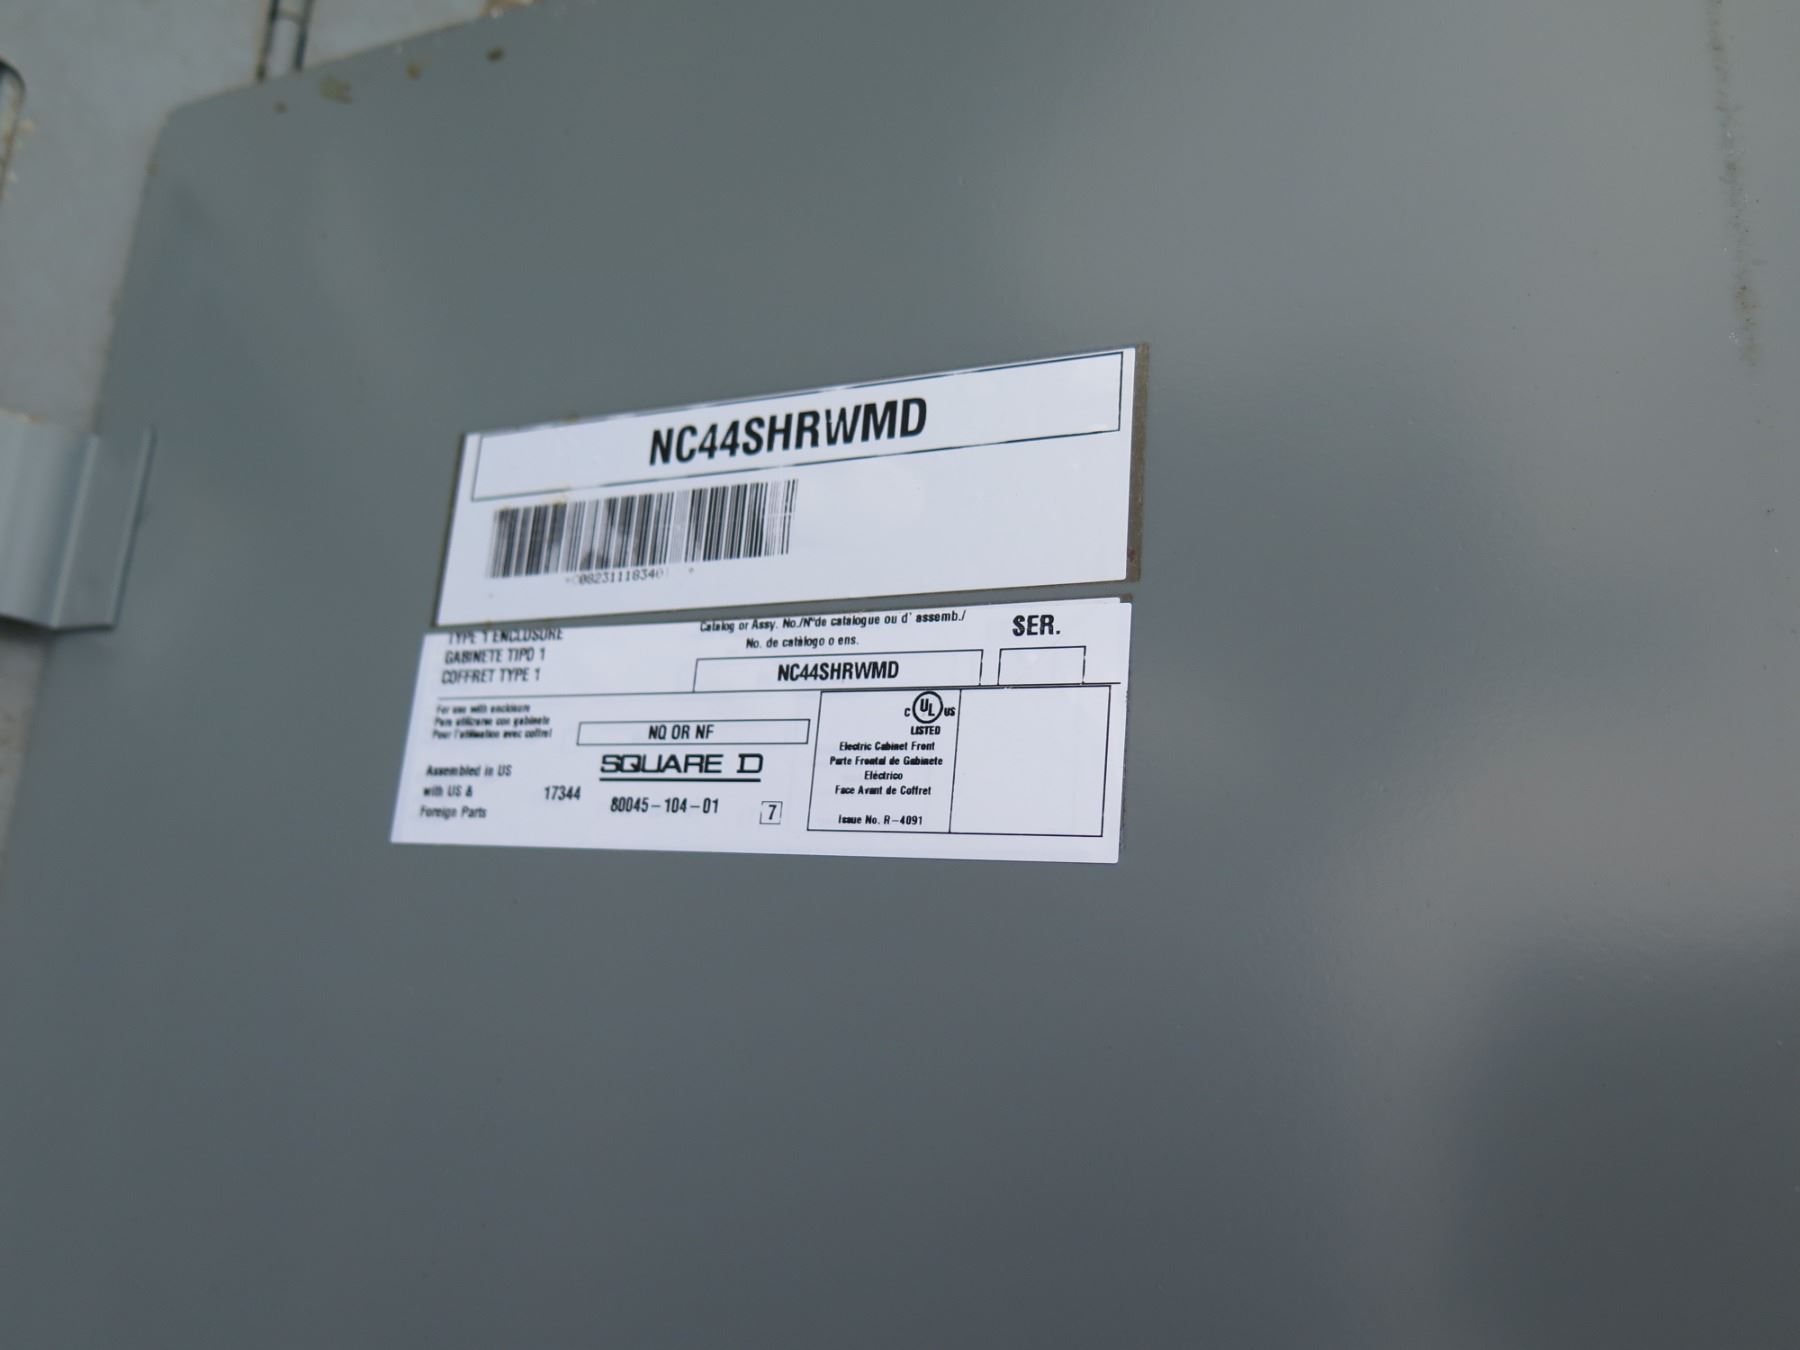 NC44SHRWMD
TYPE 1 ENCLOSURE
GABINETE TIPO 1
COFFRET TYPE 1
Catalog or Assy. No./N°de catalogue ou d' assemb./
No. de catàlogo o ens.
NC44SHRWMD
SER.
For use with enclosure
Para utilizarse con gabinete
Pour l'utilisation avec coffret
NQ OR NF
Assembled in US
with US &
Foreign Parts
17344
SQUARE D
80045-104-01
7
C UL US
LISTED
Electric Cabinet Front
Parte Frontal de Gabinete
Eléctrico
Face Avant de Coffret
Issue No. R-4091